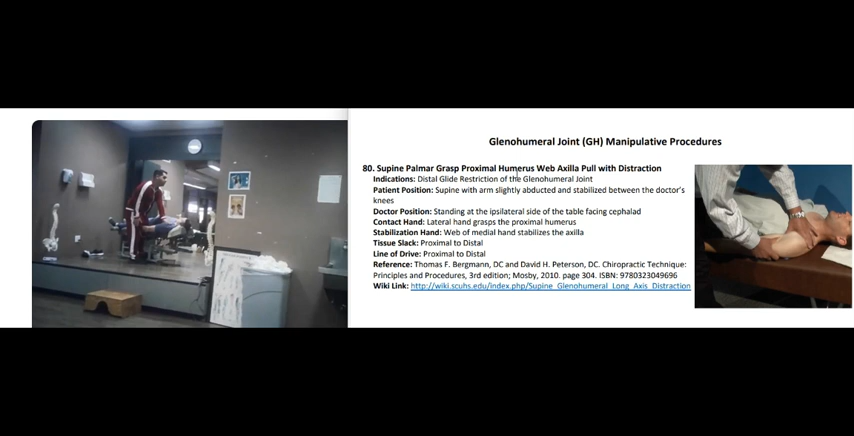 Glenohumeral Joint (GH) Manipulative Procedures
80. Supine Palmar Grasp Proximal Humerus Web Axilla Pull with Distraction
Indications: Distal Glide Restriction of the Glenohumeral Joint
Patient Position: Supine with arm slightly abducted and stabilized between the doctor's
knees
Doctor Position: Standing at the ipsilateral side of the table facing cephalad
Contact Hand: Lateral hand grasps the proximal humerus
Stabilization Hand: Web of medial hand stabilizes the axilla
Tissue Slack: Proximal to Distal
Line of Drive: Proximal to Distal
Reference: Thomas F. Bergmann, DC and David H. Peterson, DC. Chiropractic Technique:
Principles and Procedures, 3rd edition; Mosby, 2010. page 304. ISBN: 9780323049696
Wiki Link: http://wiki.scuhs.edu/index.php/Supine_Glenohumeral_Long_Axis_Distraction